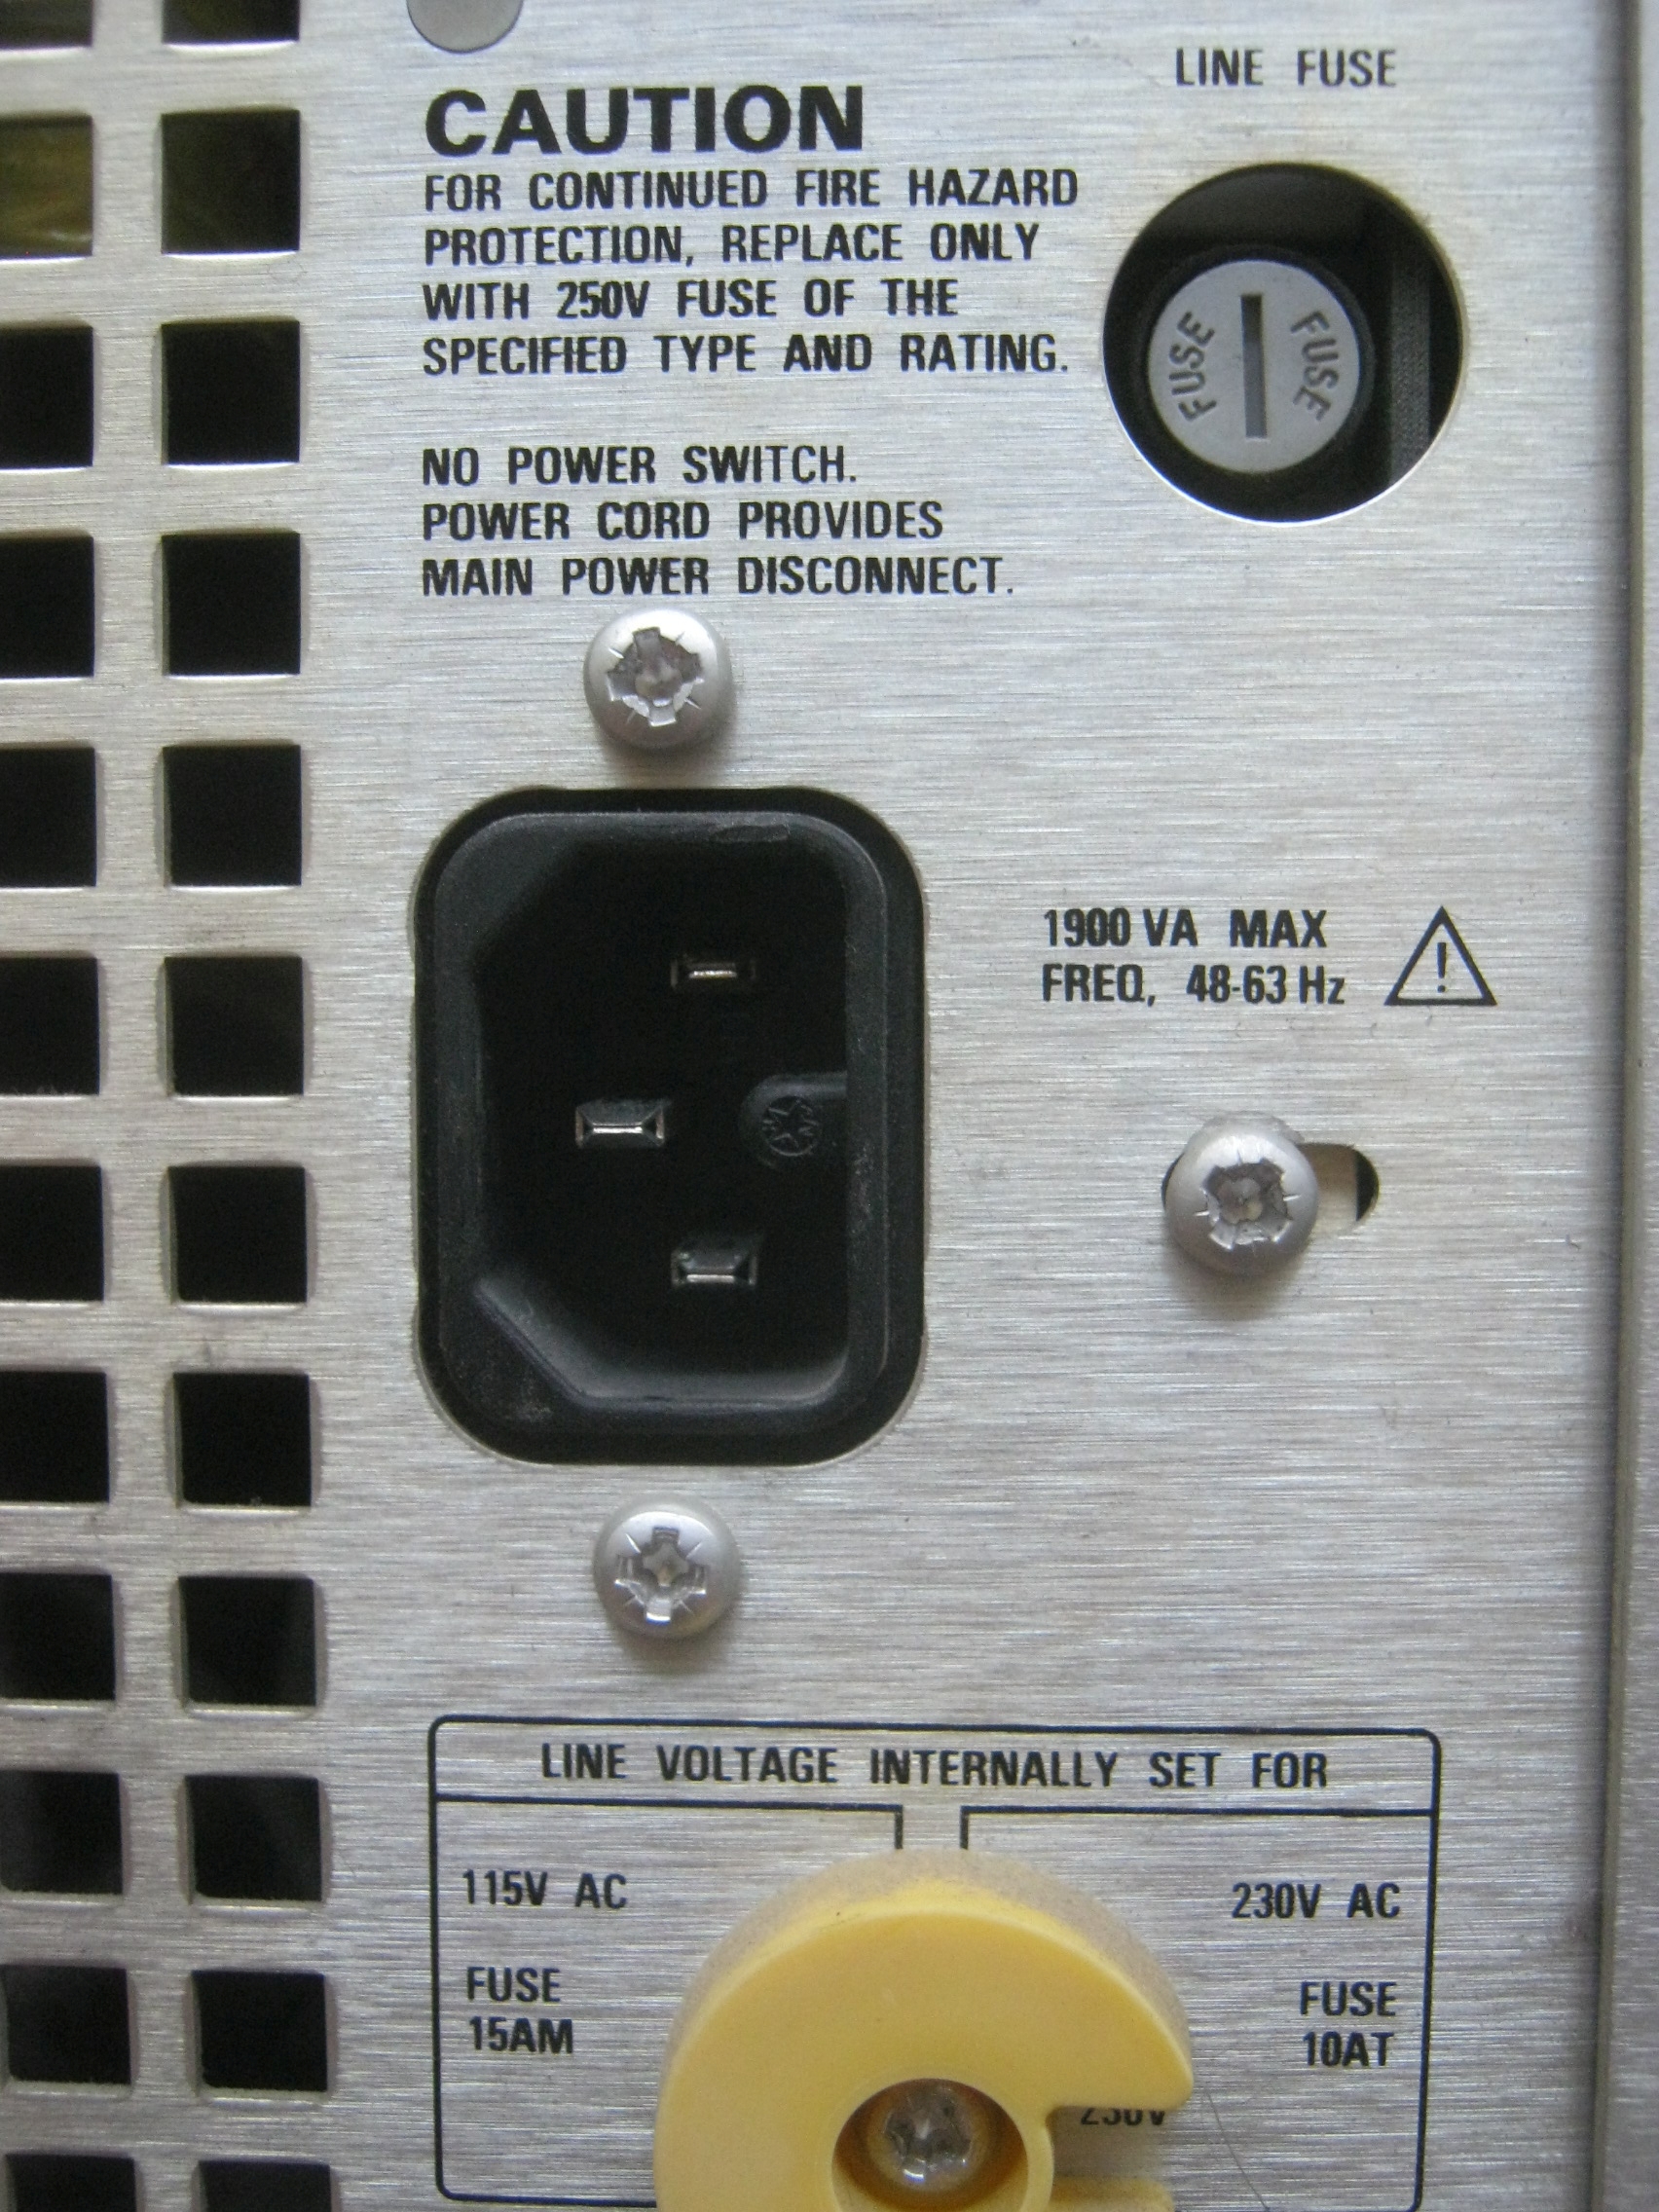 LINE FUSE
CAUTION
FOR CONTINUED FIRE HAZARD
PROTECTION, REPLACE ONLY
WITH 250V FUSE OF THE
SPECIFIED TYPE AND RATING.
FUSE FUSE
NO POWER SWITCH.
POWER CORD PROVIDES
MAIN POWER DISCONNECT.
1900 VA MAX
FREQ, 48-63 Hz
LINE VOLTAGE INTERNALLY SET FOR
115V AC
230V AC
FUSE
15AM
FUSE
10AT
230V